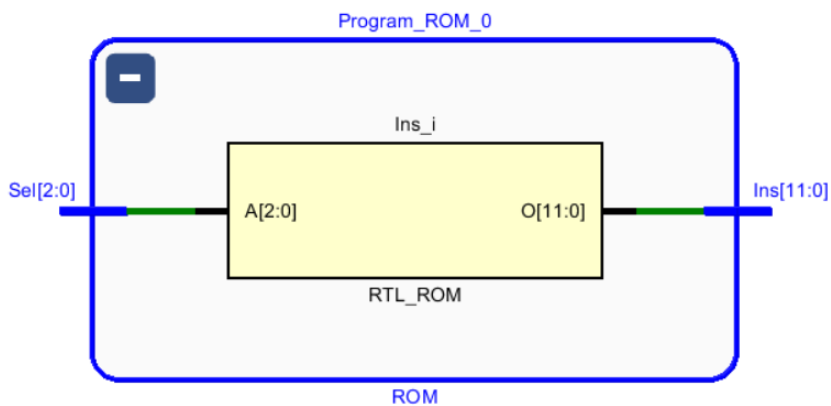 Program_ROM_0
Ins_i
Sel[2:0]
A[2:0]
O[11:0]
Ins[11:0]
RTL_ROM
ROM